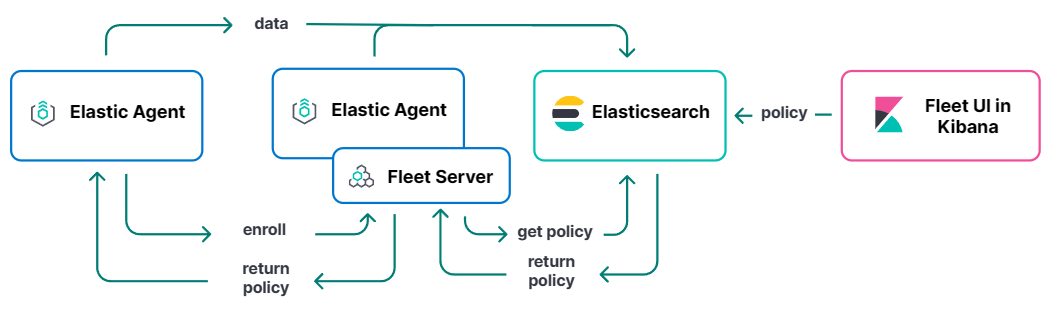 data
Elastic Agent
Elastic Agent
Fleet Server
Elasticsearch
policy
Fleet UI in
Kibana
enroll
return
policy
get policy
return
policy